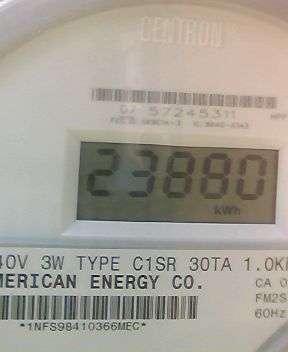 CENTRON®
07 57245311
23880
kWh
40V 3W TYPE C1SR 30TA 1.0K
MERICAN ENERGY CO.
CA 0
FM2S
60Hz
*1NFS98410366MEC*